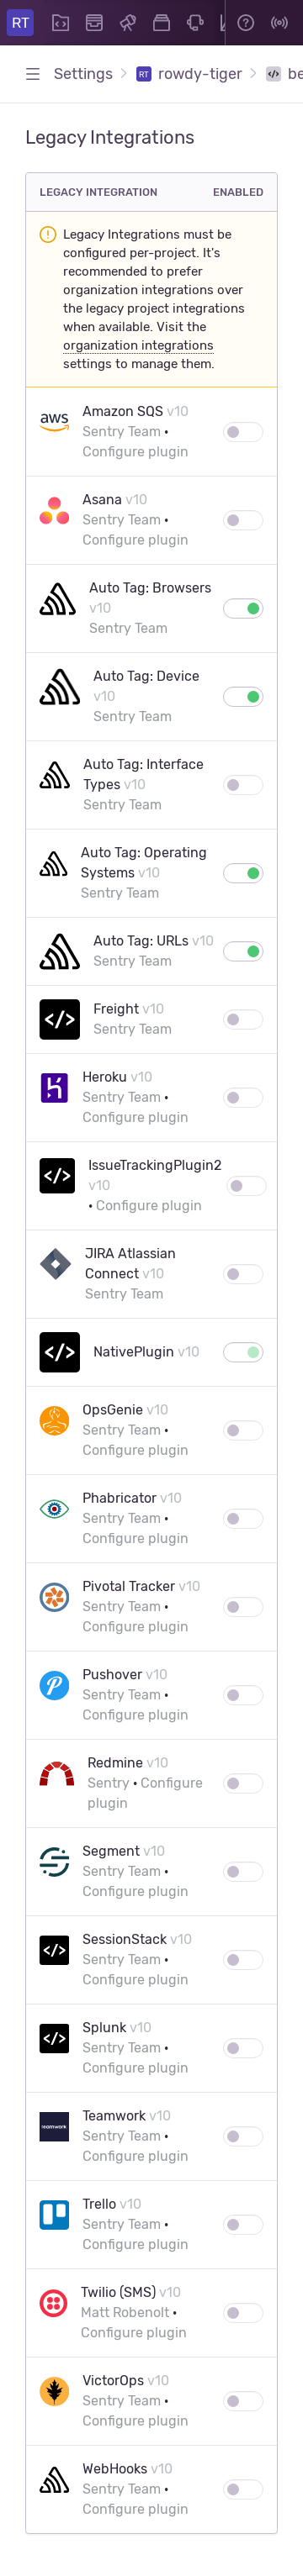 RT
Settings
RT
rowdy-tiger
Legacy Integrations
LEGACY INTEGRATION
ENABLED
Legacy Integrations must be
configured per-project. It's
recommended to prefer
organization integrations over
the legacy project integrations
when available. Visit the
organization integrations
settings to manage them.
aws
Amazon SQS v10
Sentry Team •
Configure plugin
Asana v10
Sentry Team •
Configure plugin
Auto Tag: Browsers
v10
Sentry Team
Auto Tag: Device
v10
Sentry Team
Auto Tag: Interface
Types v10
Sentry Team
Auto Tag: Operating
Systems v10
Sentry Team
Auto Tag: URLs v10
Sentry Team
Freight v10
Sentry Team
Heroku v10
Sentry Team •
Configure plugin
IssueTrackingPlugin2
v10
• Configure plugin
JIRA Atlassian
Connect v10
Sentry Team
NativePlugin v10
OpsGenie v10
Sentry Team •
Configure plugin
Phabricator v10
Sentry Team •
Configure plugin
Pivotal Tracker v10
Sentry Team •
Configure plugin
Pushover v10
Sentry Team •
Configure plugin
Redmine v10
Sentry • Configure
plugin
Segment v10
Sentry Team •
Configure plugin
SessionStack v10
Sentry Team •
Configure plugin
Splunk v10
Sentry Team •
Configure plugin
teamwork
Teamwork v10
Sentry Team •
Configure plugin
Trello v10
Sentry Team •
Configure plugin
Twilio (SMS) v10
Matt Robenolt •
Configure plugin
VictorOps v10
Sentry Team •
Configure plugin
WebHooks v10
Sentry Team •
Configure plugin